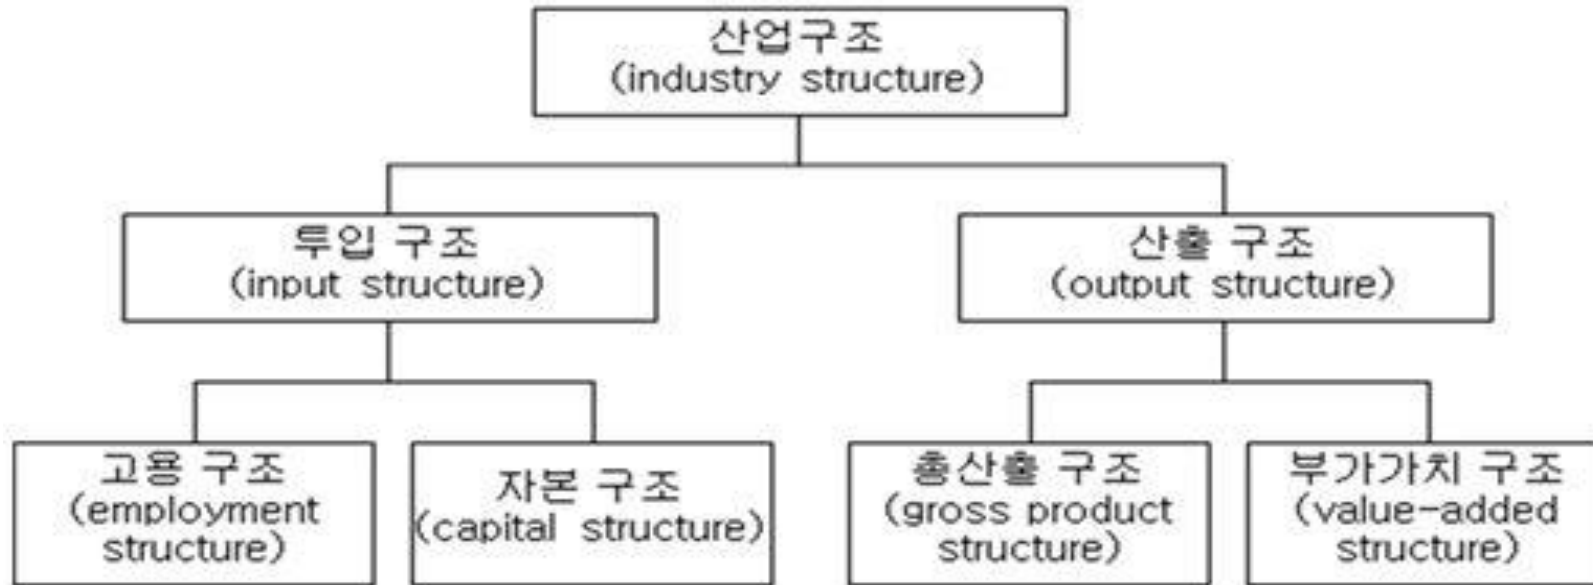 산업구조
(industry structure)
투입 구조
(input structure)
산출 구조
(output structure)
고용 구조
(employment
structure)
자본 구조
(capital structure)
총산출 구조
(gross product
structure)
부가가치 구조
(value-added
structure)